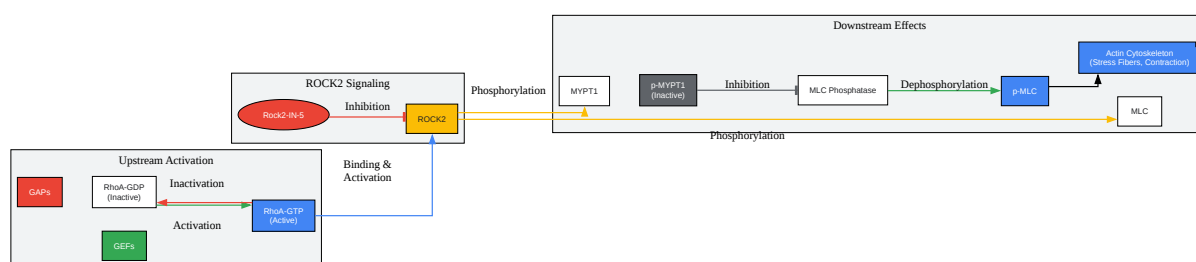 Downstream Effects
Actin Cytoskeleton
(Stress Fibers, Contraction)
ROCK2 Signaling
Phosphorylation
MYPT1
p-MYPT1
(Inactive)
Inhibition
MLC Phosphatase
Dephosphorylation
p-MLC
Inhibition
Rock2-IN-5
ROCK2
MLC
Phosphorylation
Upstream Activation
Binding &
Activation
GAPs
RhoA-GDP
(Inactive)
Inactivation
RhoA-GTP
(Active)
Activation
GEFs